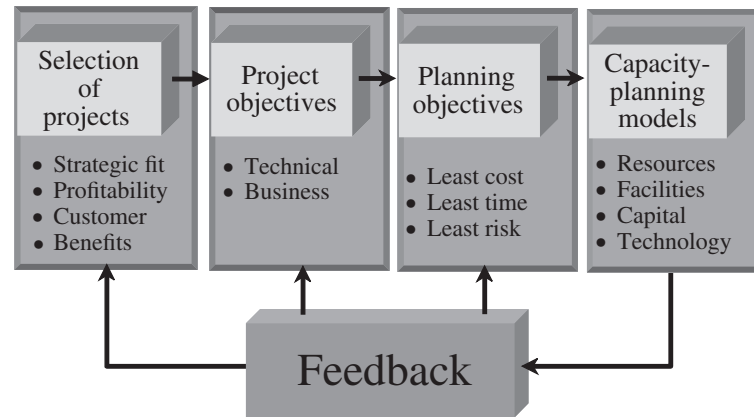 Selection
of
projects
• Strategic fit
• Profitability
• Customer
• Benefits
Project
objectives
• Technical
• Business
Planning
objectives
• Least cost
• Least time
• Least risk
Capacity-
planning
models
• Resources
• Facilities
• Capital
• Technology
Feedback